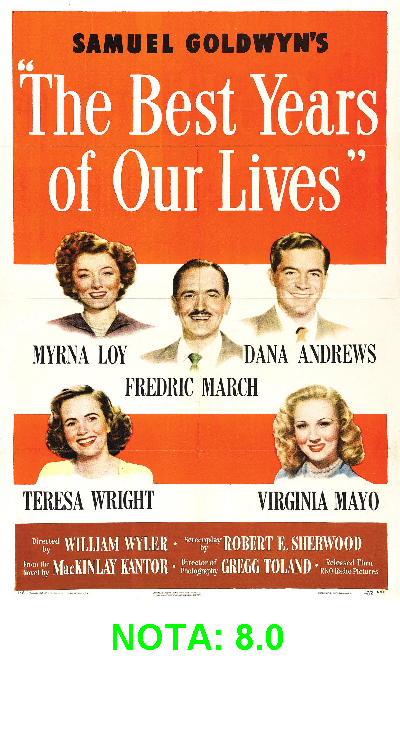 SAMUEL GOLDWYN'S
"The Best Years
of Our Lives"
MYRNA LOY
DANA ANDREWS
FREDRIC MARCH
TERESA WRIGHT
VIRGINIA MAYO
Directed by WILLIAM WYLER • Screenplay by ROBERT E. SHERWOOD
From the Novel by MacKINLAY KANTOR • Director of Photography GREGG TOLAND • Released Thru RKO Radio Pictures
NOTA: 8.0